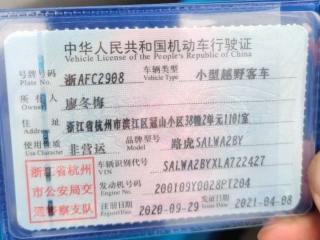 中华人民共和国机动车行驶证
Vehicle License of the People's Republic of China
号牌号码 浙AFC2908 车辆类型 小型越野客车
Plate No. Vehicle Type
所有人 廖冬梅
Owner
住址 浙江省杭州市滨江区冠山小区38幢2单元1101室
Address
使用性质 非营运 品牌型号 路虎SALWA2BY
Use Character Model
车辆识别代号 SALWA2BYXLA722427
VIN
浙江省杭州
市公安局交
通警察支队
发动机号码 200109Y0028PT204
Engine No.
注册日期 2020-09-29 发证日期 2021-04-08
Register Date Issue Date